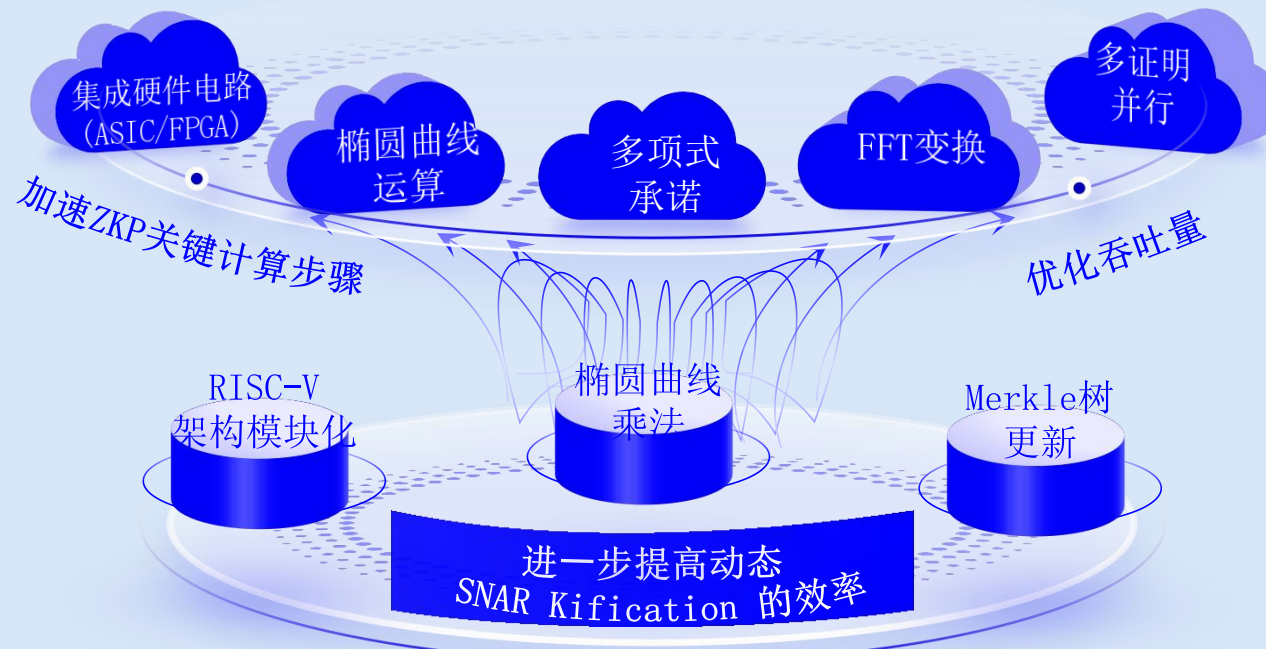 集成硬件电路
(ASIC/FPGA)
椭圆曲线
运算
多项式
承诺
FFT变换
多证明
并行
加速ZKP关键计算步骤
优化吞吐量
RISC-V
架构模块化
椭圆曲线
乘法
Merkle树
更新
进一步提高动态
SNAR Kification 的效率